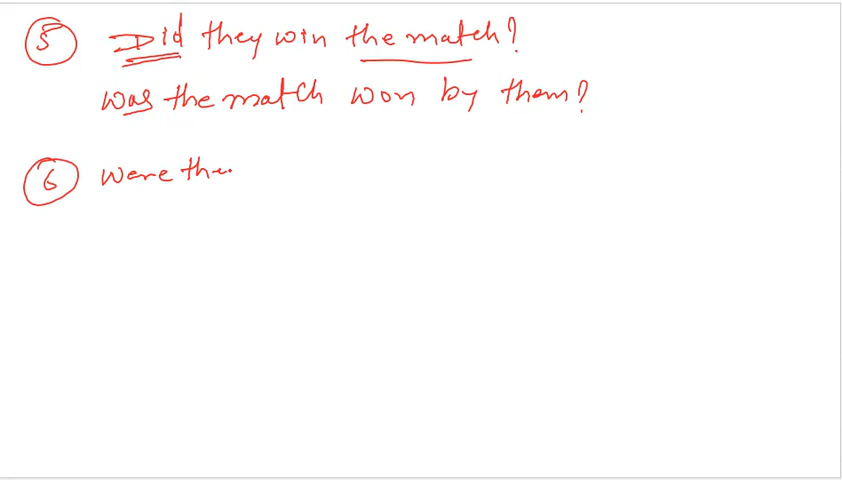 5 Did they win the match?
was the match won by them?
6 were the